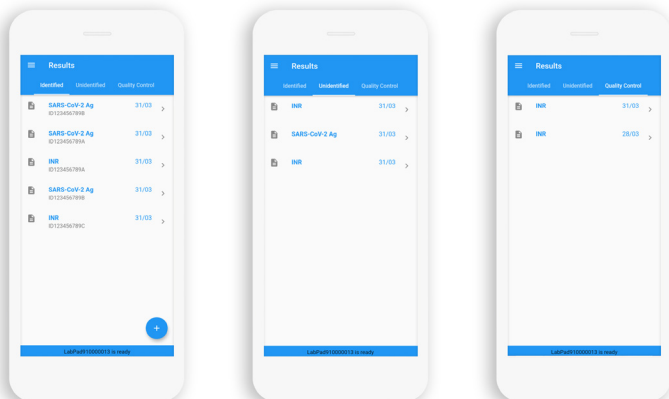 Results
Identified Unidentified Quality Control
SARS-CoV-2 Ag 31/03
ID123456789B
SARS-CoV-2 Ag 31/03
ID123456789A
INR 31/03
ID123456789A
SARS-CoV-2 Ag 31/03
ID123456789B
INR 31/03
ID123456789C
+
LabPad910000013 is ready
Results
Identified Unidentified Quality Control
INR 31/03
SARS-CoV-2 Ag 31/03
INR 31/03
LabPad910000013 is ready
Results
Identified Unidentified Quality Control
INR 31/03
INR 28/03
LabPad910000013 is ready